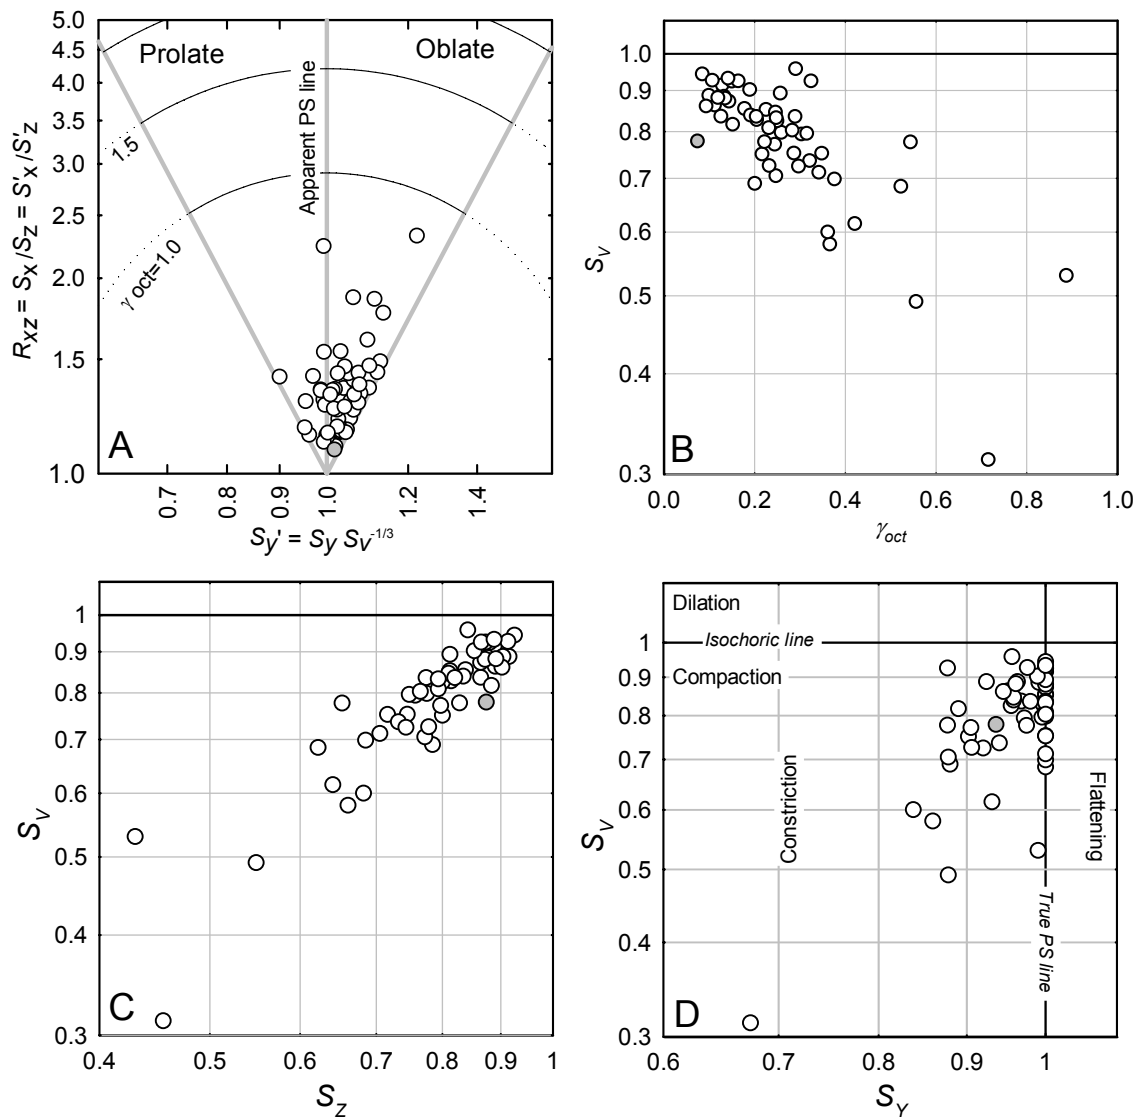 5.0
4.5
4.0
3.5
3.0
2.5
2.0
1.5
1.0
R_XZ = S_X/S_Z = S'_X/S'_Z
Prolate
Oblate
Apparent PS line
1.5
γ oct=1.0
A
0.7
0.8
0.9
1.0
1.2
1.4
S_y' = S_y S_v^-1/3
1.0
0.9
0.8
0.7
0.6
0.5
0.4
0.3
S_V
B
0.0
0.2
0.4
0.6
0.8
1.0
γ_oct
1
0.9
0.8
0.7
0.6
0.5
0.4
0.3
S_V
C
0.4
0.5
0.6
0.7
0.8
0.9
1
S_Z
Dilation
Isochoric line
Compaction
Constriction
Flattening
True PS line
1
0.9
0.8
0.7
0.6
0.5
0.4
0.3
S_V
D
0.6
0.7
0.8
0.9
1
S_Y